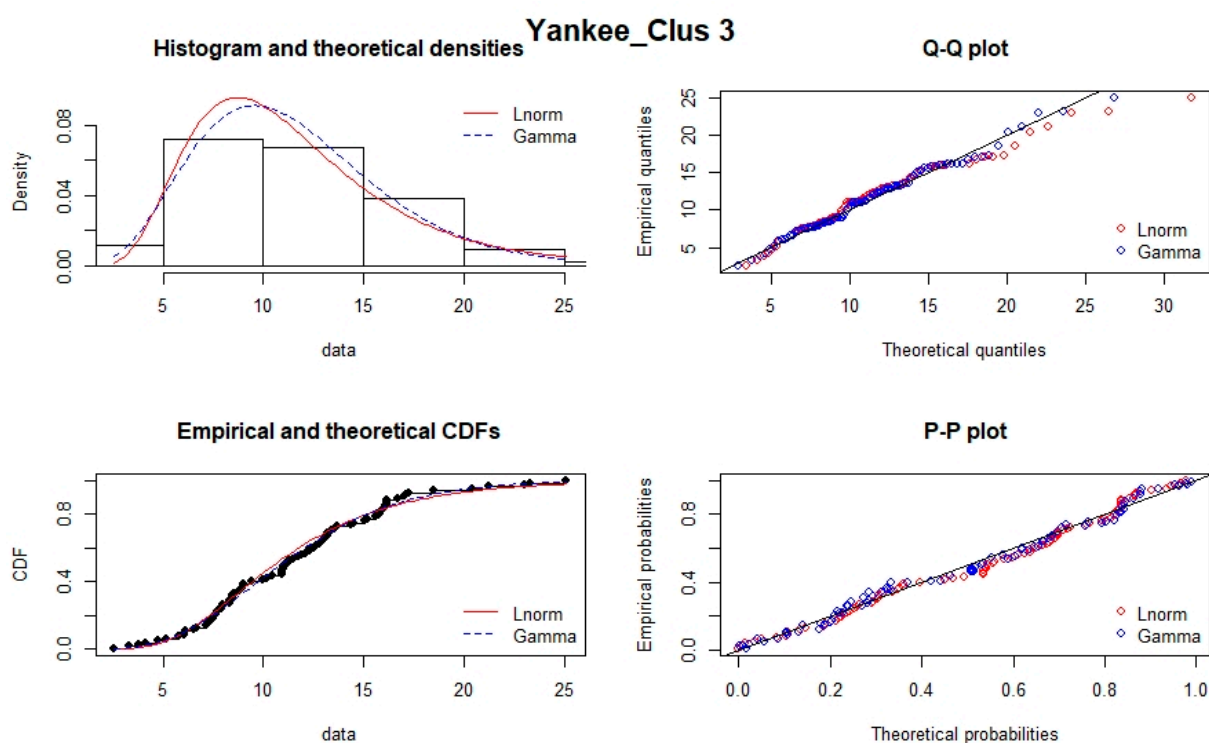 Yankee_Clus 3
Histogram and theoretical densities
Density
0.00 0.04 0.08
Lnorm
Gamma
5 10 15 20 25
data
Q-Q plot
Empirical quantiles
5 10 15 20 25
Lnorm
Gamma
5 10 15 20 25 30
Theoretical quantiles
Empirical and theoretical CDFs
CDF
0.0 0.4 0.8
Lnorm
Gamma
5 10 15 20 25
data
P-P plot
Empirical probabilities
0.0 0.4 0.8
Lnorm
Gamma
0.0 0.2 0.4 0.6 0.8 1.0
Theoretical probabilities